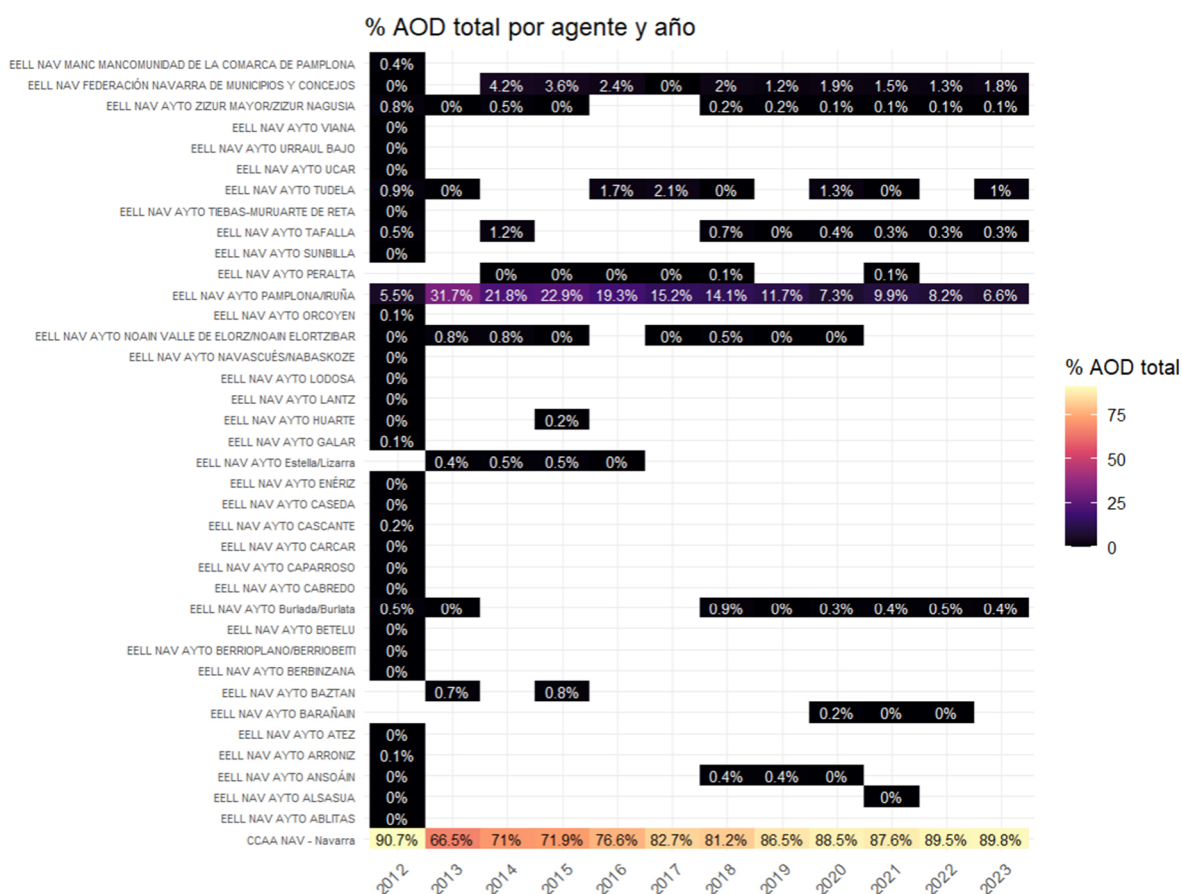 % AOD total por agente y año
EELL NAV MANC MANCOMUNIDAD DE LA COMARCA DE PAMPLONA 0.4%
EELL NAV FEDERACIÓN NAVARRA DE MUNICIPIOS Y CONCEJOS 0% 4.2% 3.6% 2.4% 0% 2% 1.2% 1.9% 1.5% 1.3% 1.8%
EELL NAV AYTO ZIZUR MAYOR/ZIZUR NAGUSIA 0.8% 0% 0.5% 0% 0.2% 0.2% 0.1% 0.1% 0.1% 0.1%
EELL NAV AYTO VIANA 0%
EELL NAV AYTO URRAUL BAJO 0%
EELL NAV AYTO UCAR 0%
EELL NAV AYTO TUDELA 0.9% 0% 1.7% 2.1% 0% 1.3% 0% 1%
EELL NAV AYTO TIEBAS-MURUARTE DE RETA 0%
EELL NAV AYTO TAFALLA 0.5% 1.2% 0.7% 0% 0.4% 0.3% 0.3% 0.3%
EELL NAV AYTO SUNBILLA 0%
EELL NAV AYTO PERALTA 0% 0% 0% 0% 0.1% 0.1%
EELL NAV AYTO PAMPLONA/IRUÑA 5.5% 31.7% 21.8% 22.9% 19.3% 15.2% 14.1% 11.7% 7.3% 9.9% 8.2% 6.6%
EELL NAV AYTO ORCOYEN 0.1%
EELL NAV AYTO NOAIN VALLE DE ELORZ/NOAIN ELORTZIBAR 0% 0.8% 0.8% 0% 0% 0.5% 0% 0%
EELL NAV AYTO NAVASCUÉS/NABASKOZE 0%
EELL NAV AYTO LODOSA 0%
EELL NAV AYTO LANTZ 0%
EELL NAV AYTO HUARTE 0% 0.2%
EELL NAV AYTO GALAR 0.1%
EELL NAV AYTO Estella/Lizarra 0.4% 0.5% 0.5% 0%
EELL NAV AYTO ENÉRIZ 0%
EELL NAV AYTO CASEDA 0%
EELL NAV AYTO CASCANTE 0.2%
EELL NAV AYTO CARCAR 0%
EELL NAV AYTO CAPARROSO 0%
EELL NAV AYTO CABREDO 0%
EELL NAV AYTO Burlada/Burlata 0.5% 0% 0.9% 0% 0.3% 0.4% 0.5% 0.4%
EELL NAV AYTO BETELU 0%
EELL NAV AYTO BERRIOPLANO/BERRIOBEITI 0%
EELL NAV AYTO BERBINZANA 0%
EELL NAV AYTO BAZTAN 0.7% 0.8%
EELL NAV AYTO BARAÑAIN 0.2% 0% 0%
EELL NAV AYTO ATEZ 0%
EELL NAV AYTO ARRONIZ 0.1%
EELL NAV AYTO ANSOÁIN 0% 0.4% 0.4% 0%
EELL NAV AYTO ALSASUA 0% 0%
EELL NAV AYTO ABLITAS 0%
CCAA NAV - Navarra 90.7% 66.5% 71% 71.9% 76.6% 82.7% 81.2% 86.5% 88.5% 87.6% 89.5% 89.8%
2012 2013 2014 2015 2016 2017 2018 2019 2020 2021 2022 2023
% AOD total
75
50
25
0